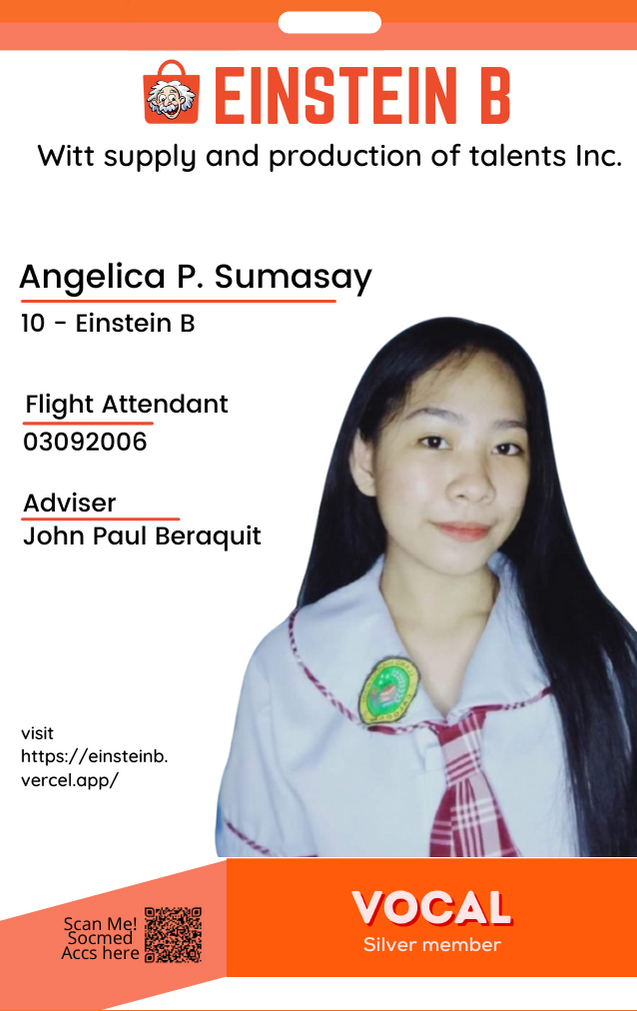 EINSTEIN B
Witt supply and production of talents Inc.
Angelica P. Sumasay
10 - Einstein B
Flight Attendant
03092006
Adviser
John Paul Beraquit
visit
https://einsteinb.
vercel.app/
Scan Me!
Socmed
Accs here
VOCAL
Silver member